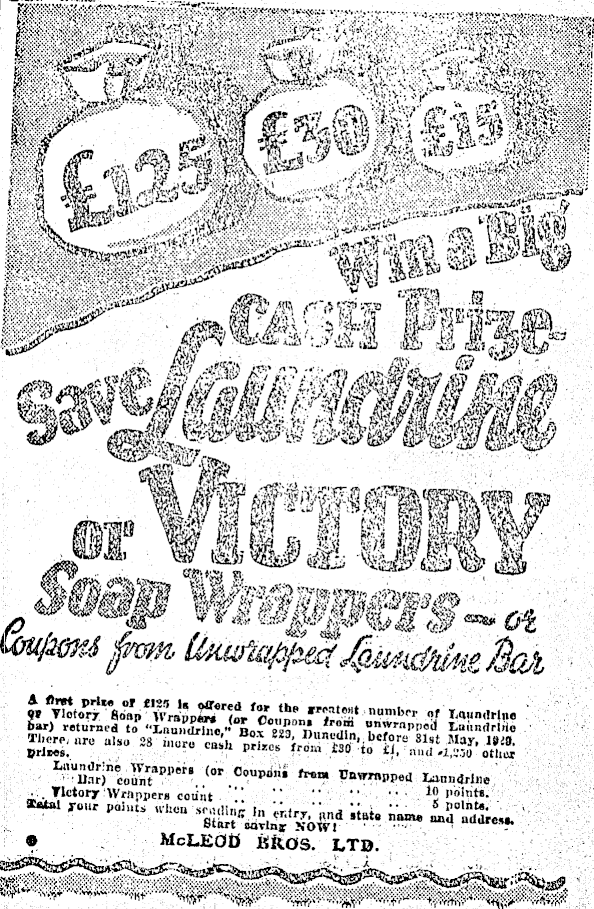 £125 £30 £15
Win a Big
CASH Prize-
Save Laundrine
or VICTORY
Soap Wrappers — or
Coupons from Unwrapped Laundrine Bar
A first prize of £125 is offered for the greatest number of Laundrine
or Victory Soap Wrappers (or Coupons from unwrapped Laundrine
bar) returned to "Laundrine," Box 223, Dunedin, before 31st May,
There are also 28 more cash prizes from £30 to £1, and 1,250 other
prizes.
Laundrine Wrappers (or Coupons from Unwrapped Laundrine
Bar) count .. .. .. .. .. .. 10 points.
Victory Wrappers count .. .. .. .. .. 5 points.
Total your points when sending in entry, and state name and address.
Start saving NOW!
McLEOD BROS. LTD.